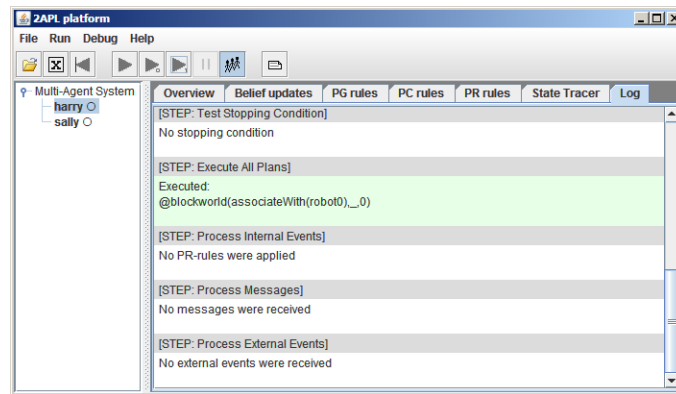 2APL platform
File Run Debug Help
Multi-Agent System
harry
sally
Overview Belief updates PG rules PC rules PR rules State Tracer Log
[STEP: Test Stopping Condition]
No stopping condition
[STEP: Execute All Plans]
Executed:
@blockworld(associateWith(robot0),_,0)
[STEP: Process Internal Events]
No PR-rules were applied
[STEP: Process Messages]
No messages were received
[STEP: Process External Events]
No external events were received